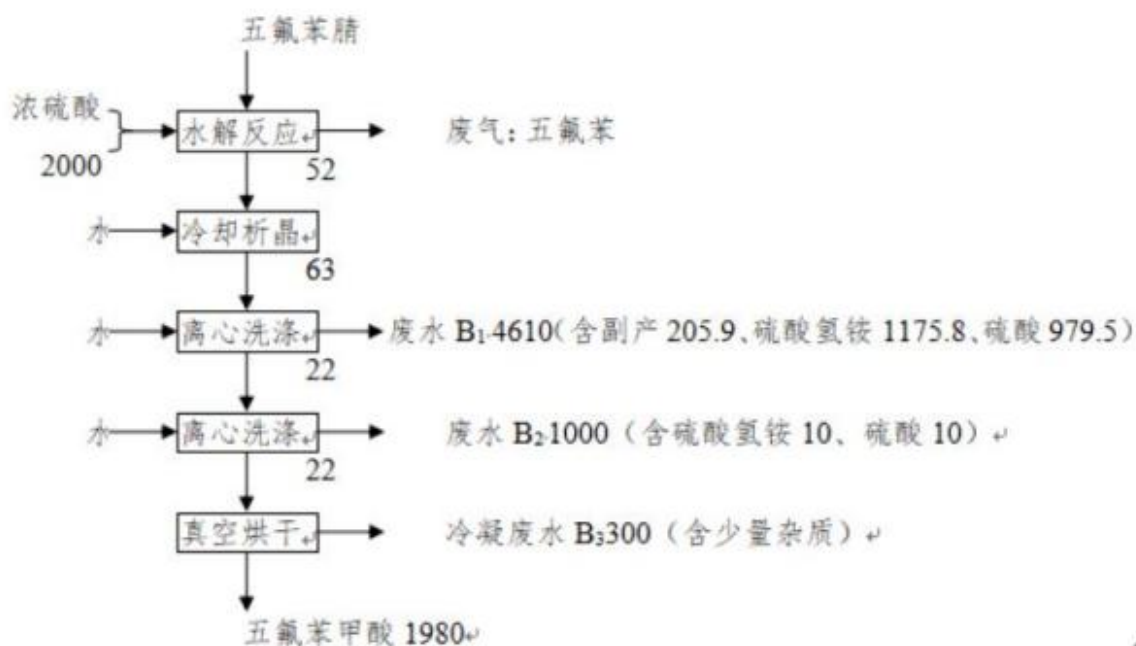 五氟苯腈
浓硫酸
2000
水解反应
废气：五氟苯
52
水
冷却析晶
63
水
离心洗涤
废水 B₁ 4610（含副产 205.9、硫酸氢铵 1175.8、硫酸 979.5）
22
水
离心洗涤
废水 B₂ 1000（含硫酸氢铵 10、硫酸 10）
22
真空烘干
冷凝废水 B₃300（含少量杂质）
五氟苯甲酸 1980